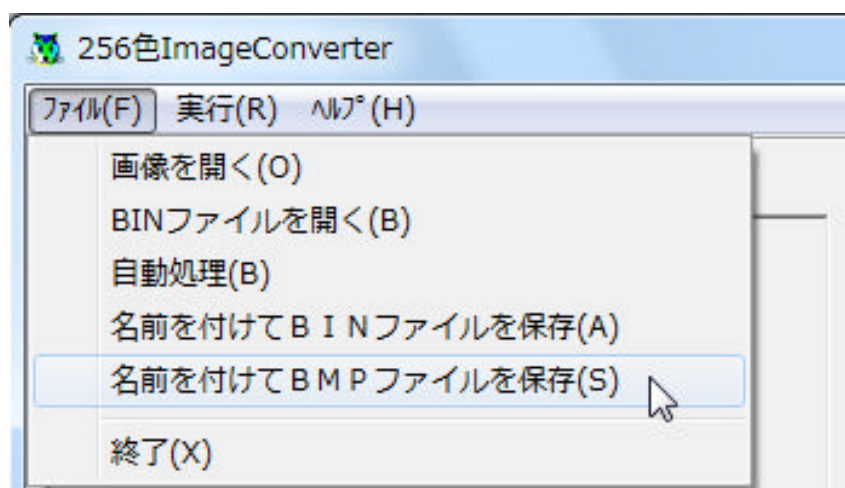 256色ImageConverter
ﾌｧｲﾙ(F) 実行(R) ﾍﾙﾌﾟ(H)
画像を開く(O)
BINファイルを開く(B)
自動処理(B)
名前を付けてＢＩＮファイルを保存(A)
名前を付けてＢＭＰファイルを保存(S)
終了(X)